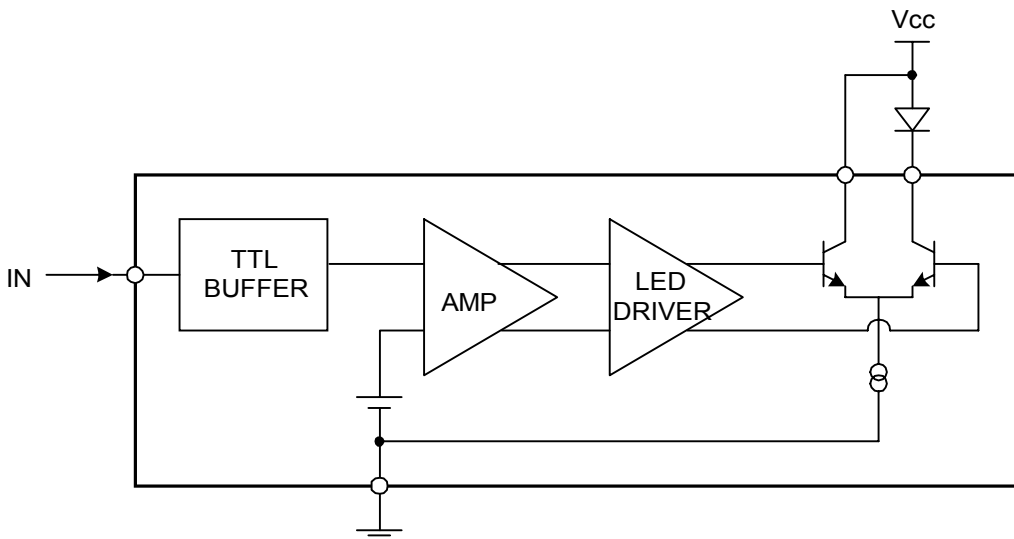 Vcc
IN
TTL
BUFFER
AMP
LED
DRIVER